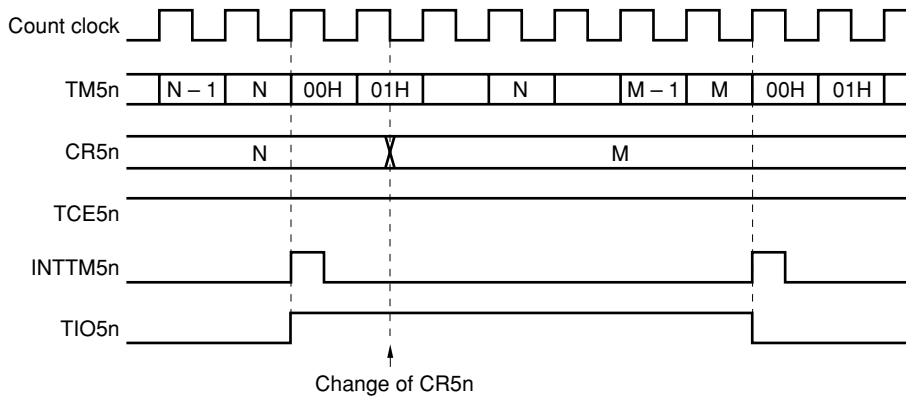 Count clock
TM5n N – 1 N 00H 01H N M – 1 M 00H 01H
CR5n N M
TCE5n
INTTM5n
TIO5n
Change of CR5n